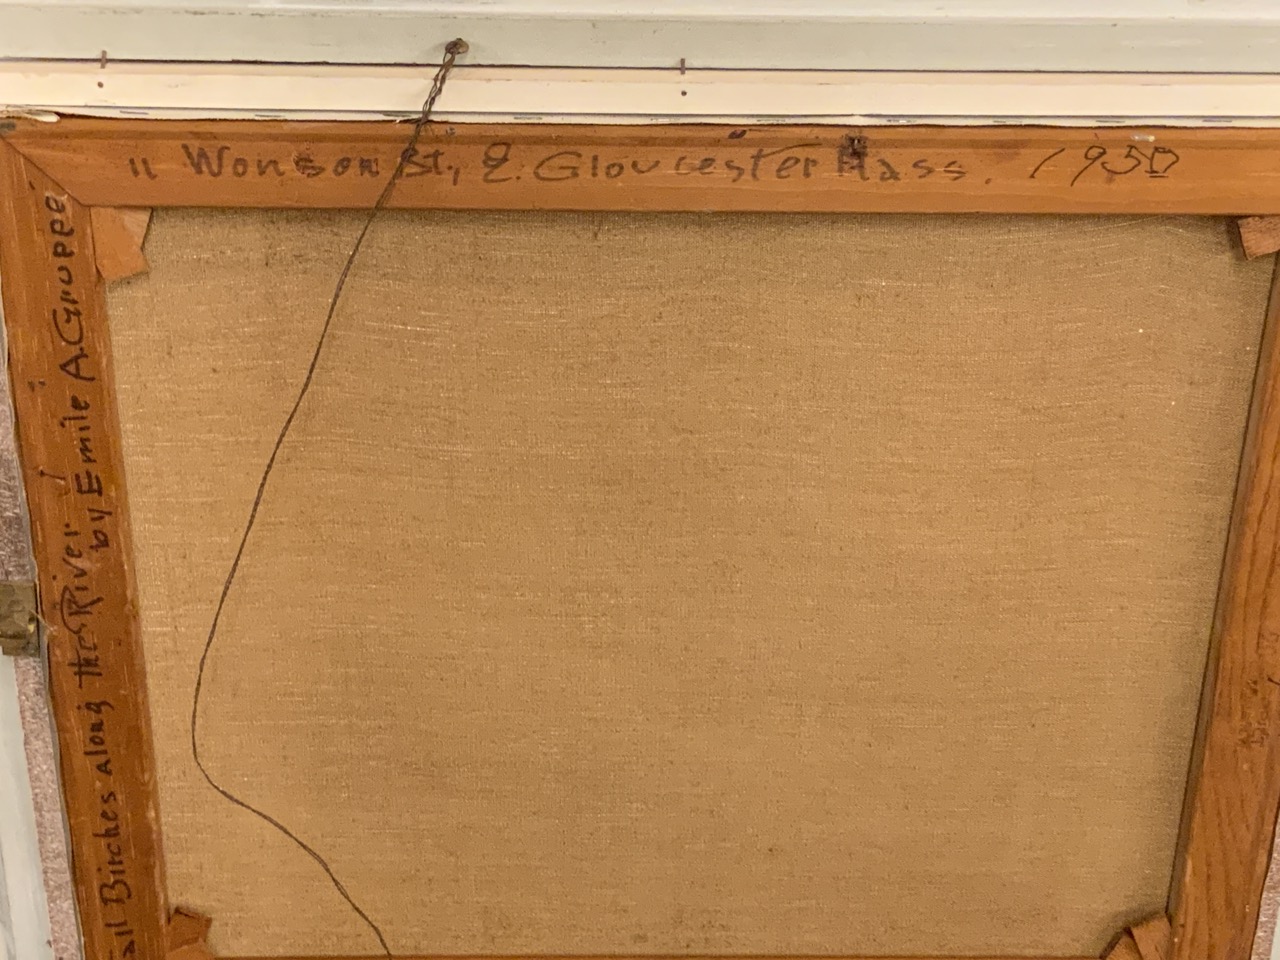 11 Wonson St., E. Gloucester Mass. 1950
all Birches along the River
by Emile A. Gruppe